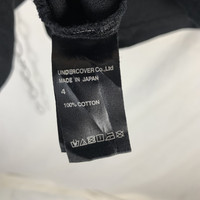 UNDERCOVER Co.,Ltd
MADE IN JAPAN
4
100% COTTON